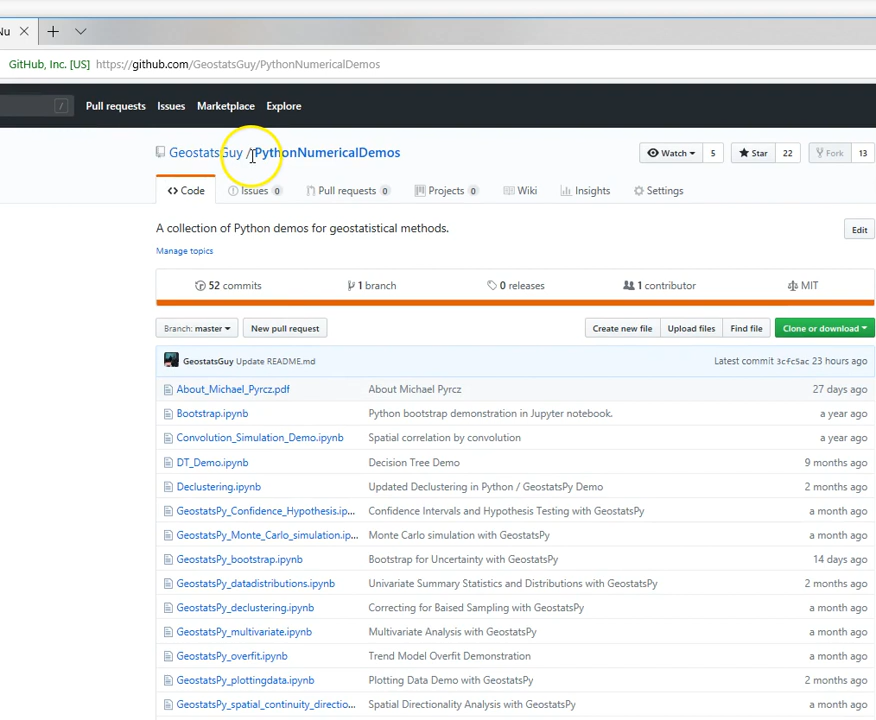 Nu
GitHub, Inc. [US] https://github.com/GeostatsGuy/PythonNumericalDemos
/ Pull requests Issues Marketplace Explore
GeostatsGuy / PythonNumericalDemos Watch 5 Star 22 Fork 13
<> Code Issues 0 Pull requests 0 Projects 0 Wiki Insights Settings
A collection of Python demos for geostatistical methods. Edit
Manage topics
52 commits 1 branch 0 releases 1 contributor MIT
Branch: master New pull request Create new file Upload files Find file Clone or download
GeostatsGuy Update README.md Latest commit 3cfc5ac 23 hours ago
About_Michael_Pyrcz.pdf About Michael Pyrcz 27 days ago
Bootstrap.ipynb Python bootstrap demonstration in Jupyter notebook. a year ago
Convolution_Simulation_Demo.ipynb Spatial correlation by convolution a year ago
DT_Demo.ipynb Decision Tree Demo 9 months ago
Declustering.ipynb Updated Declustering in Python / GeostatsPy Demo 2 months ago
GeostatsPy_Confidence_Hypothesis.ip... Confidence Intervals and Hypothesis Testing with GeostatsPy a month ago
GeostatsPy_Monte_Carlo_simulation.ip... Monte Carlo simulation with GeostatsPy a month ago
GeostatsPy_bootstrap.ipynb Bootstrap for Uncertainty with GeostatsPy 14 days ago
GeostatsPy_datadistributions.ipynb Univariate Summary Statistics and Distributions with GeostatsPy 2 months ago
GeostatsPy_declustering.ipynb Correcting for Baised Sampling with GeostatsPy a month ago
GeostatsPy_multivariate.ipynb Multivariate Analysis with GeostatsPy a month ago
GeostatsPy_overfit.ipynb Trend Model Overfit Demonstration a month ago
GeostatsPy_plottingdata.ipynb Plotting Data Demo with GeostatsPy 2 months ago
GeostatsPy_spatial_continuity_directio... Spatial Directionality Analysis with GeostatsPy a month ago